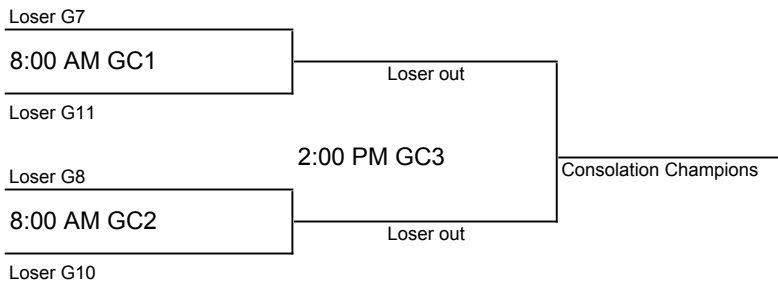 Loser G7
8:00 AM GC1
Loser out
Loser G11
2:00 PM GC3
Consolation Champions
Loser G8
8:00 AM GC2
Loser out
Loser G10